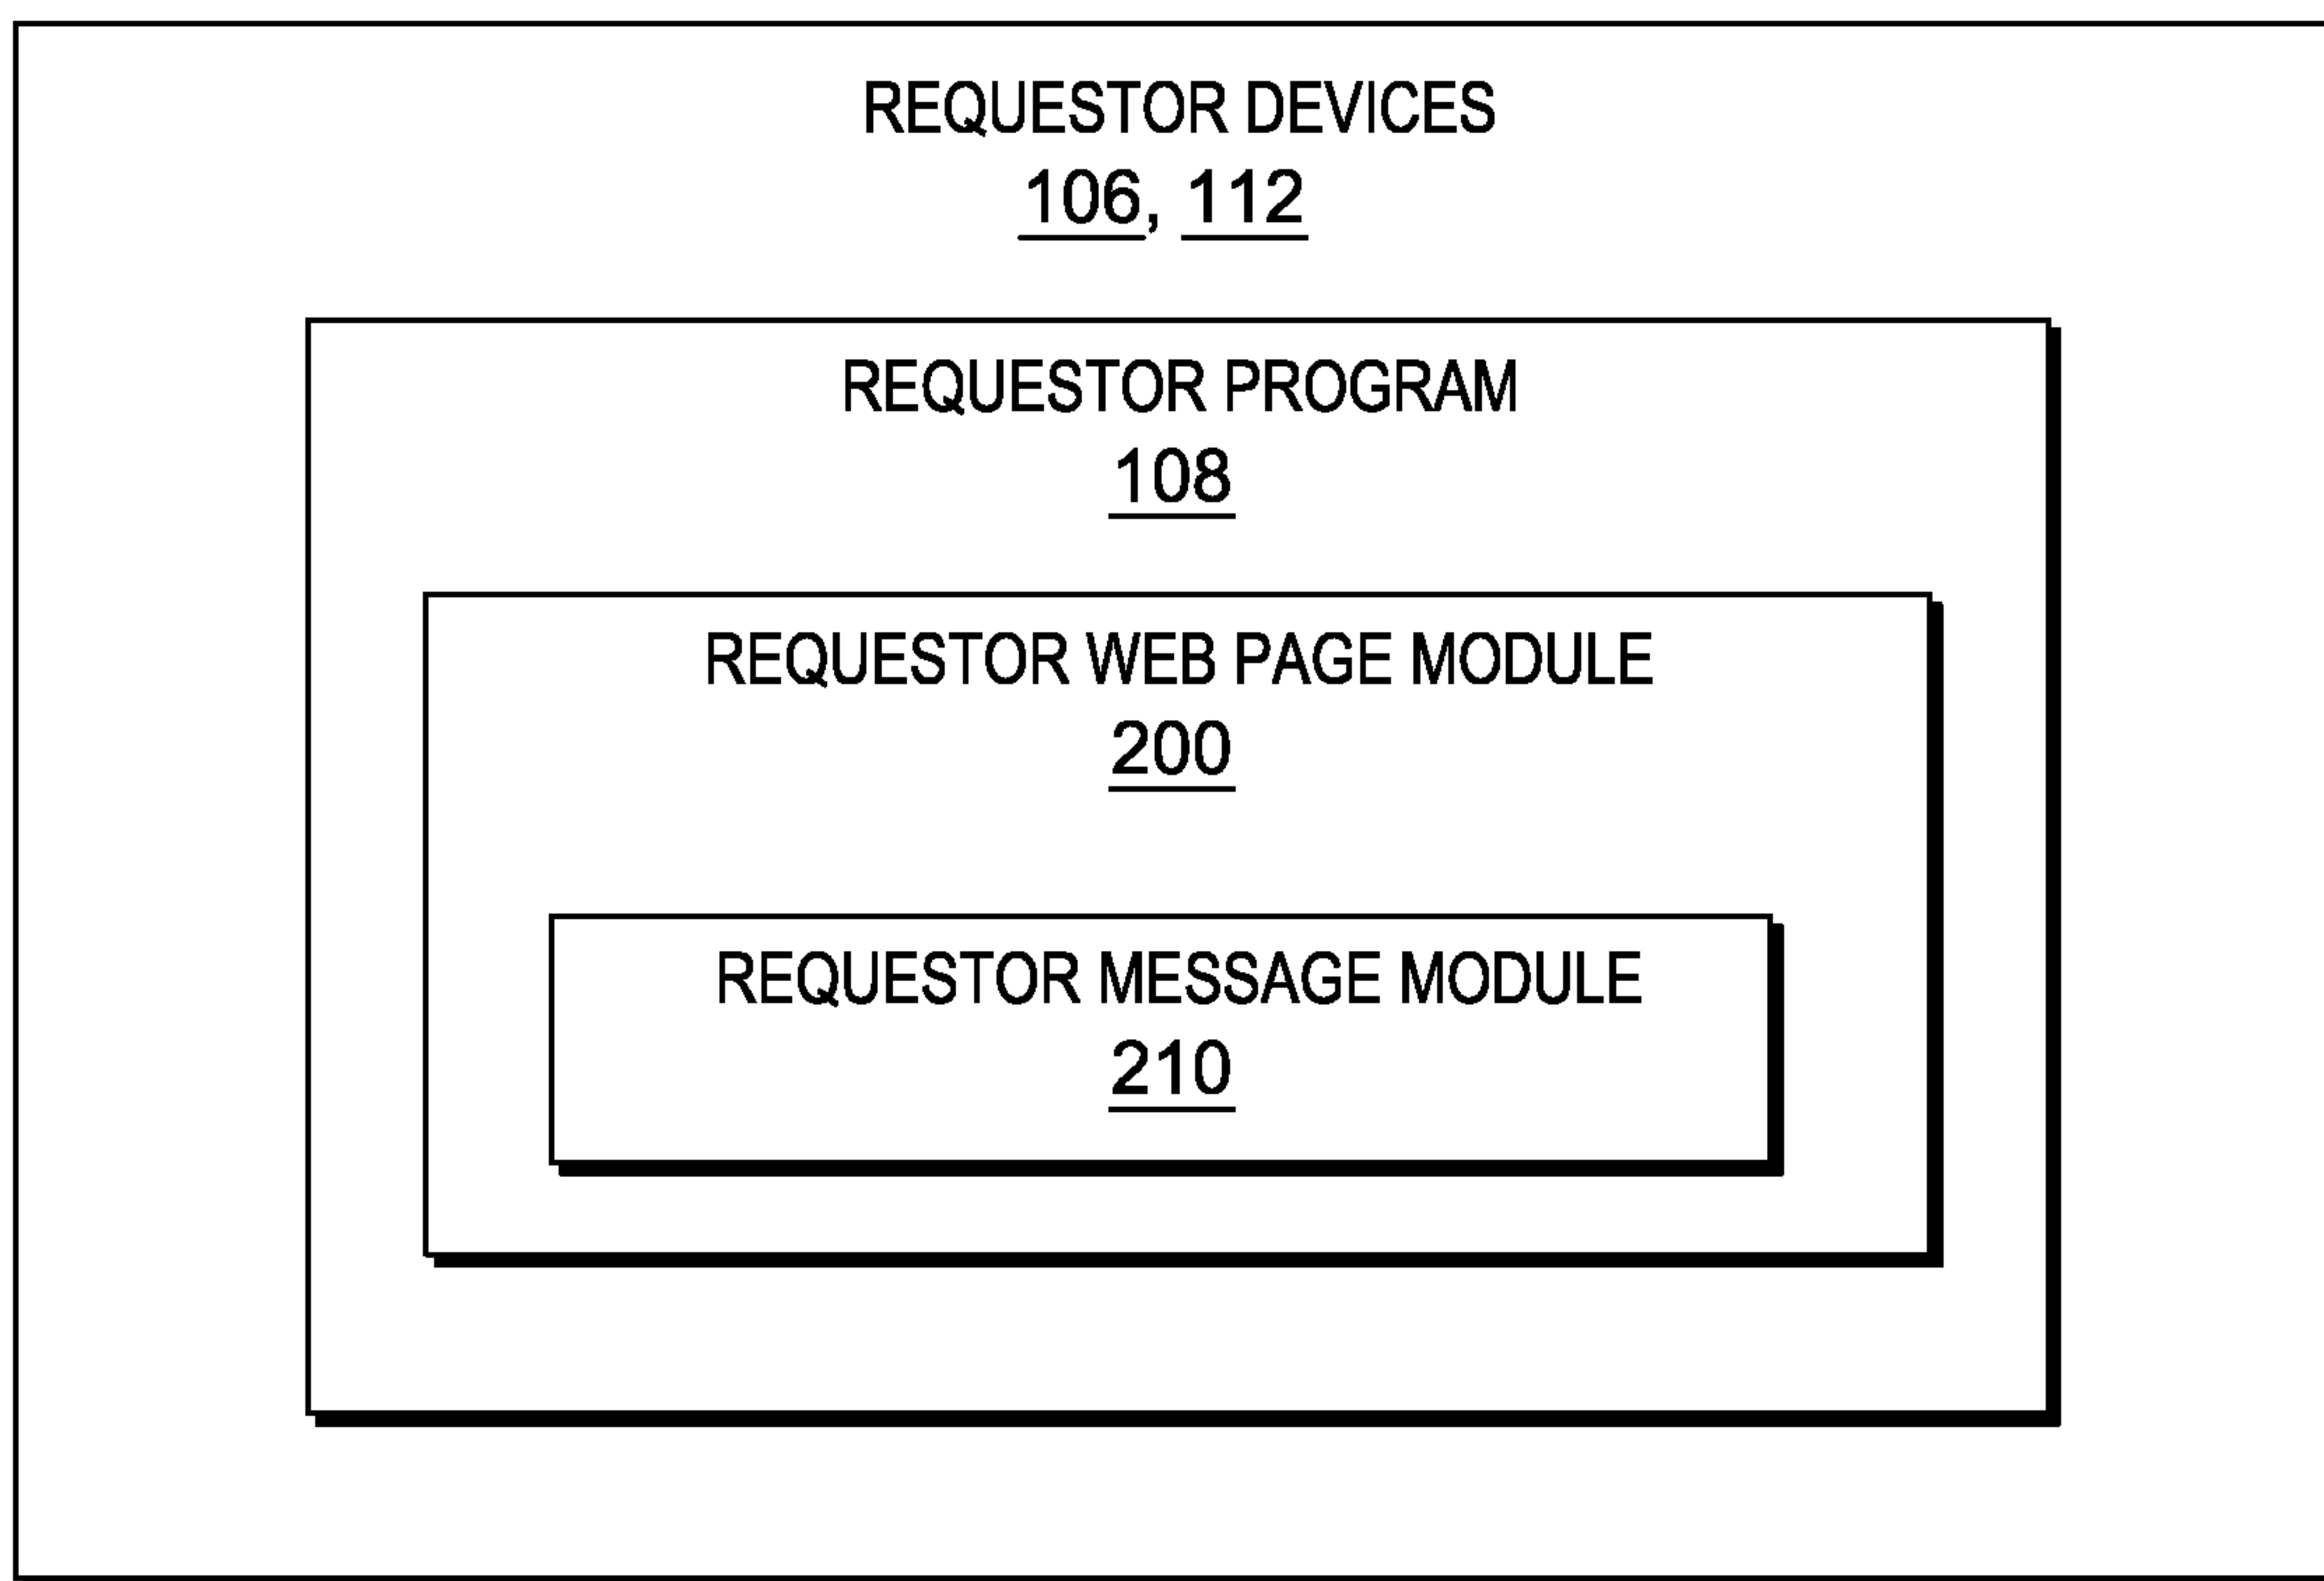 REQUESTOR DEVICES
106, 112
REQUESTOR PROGRAM
108
REQUESTOR WEB PAGE MODULE
200
REQUESTOR MESSAGE MODULE
210